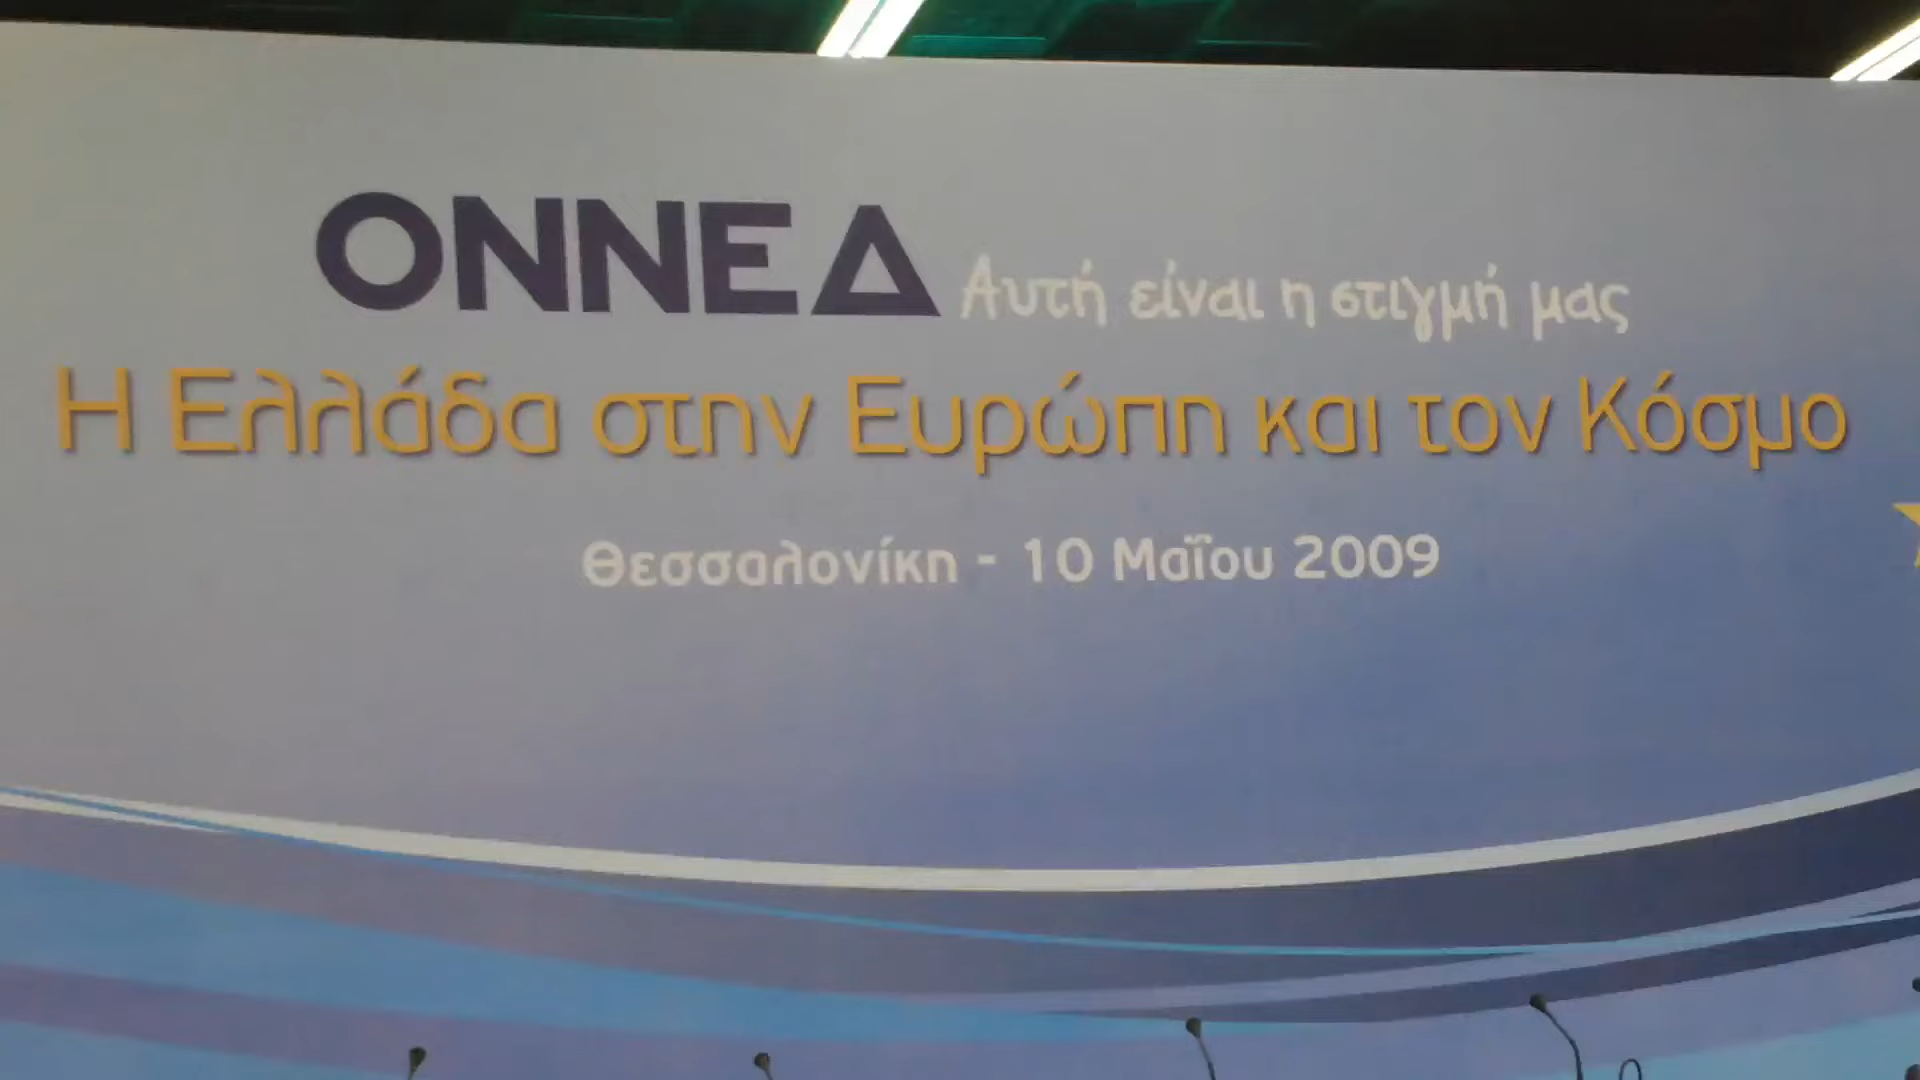 ΟΝΝΕΔ Αυτή είναι η στιγμή μας
Η Ελλάδα στην Ευρώπη και τον Κόσμο
Θεσσαλονίκη - 10 Μαΐου 2009